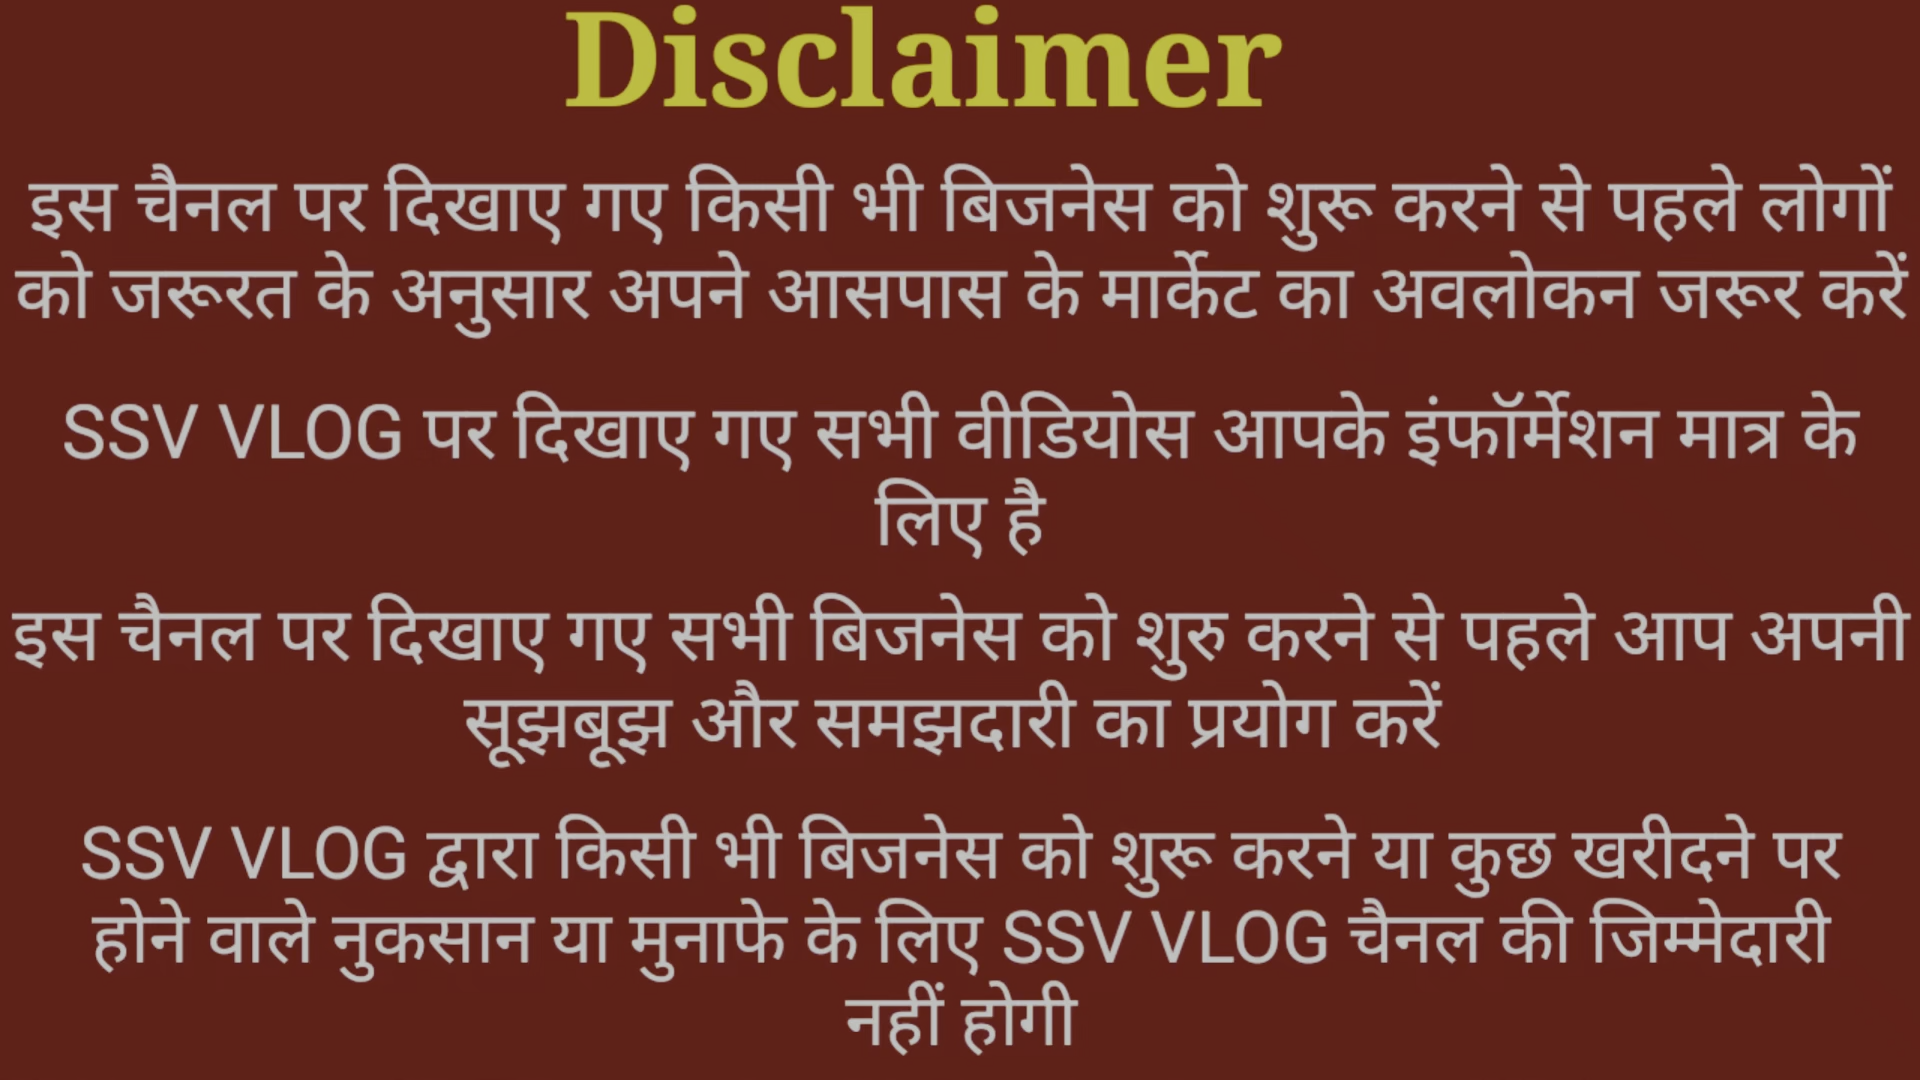 Disclaimer
इस चैनल पर दिखाए गए किसी भी बिजनेस को शुरू करने से पहले लोगों
को जरूरत के अनुसार अपने आसपास के मार्केट का अवलोकन जरूर करें
SSV VLOG पर दिखाए गए सभी वीडियोस आपके इंफॉर्मेशन मात्र के
लिए है
इस चैनल पर दिखाए गए सभी बिजनेस को शुरु करने से पहले आप अपनी
सूझबूझ और समझदारी का प्रयोग करें
SSV VLOG द्वारा किसी भी बिजनेस को शुरू करने या कुछ खरीदने पर
होने वाले नुकसान या मुनाफे के लिए SSV VLOG चैनल की जिम्मेदारी
नहीं होगी